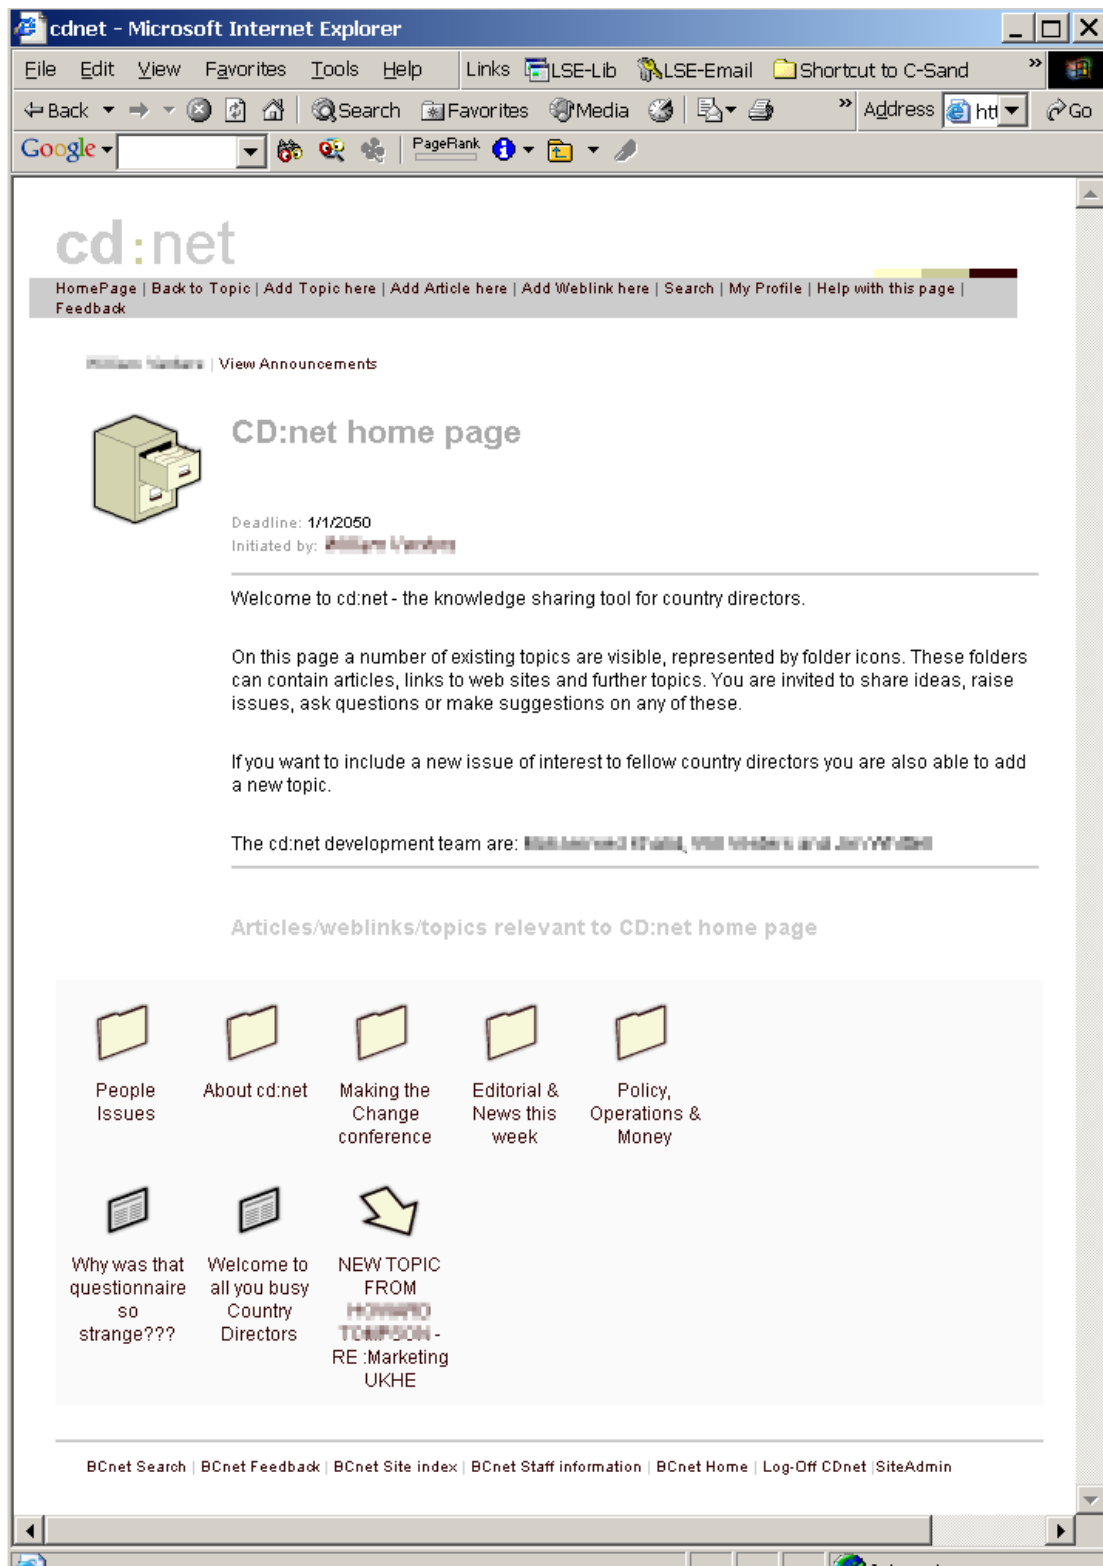 cdnet - Microsoft Internet Explorer
File Edit View Favorites Tools Help Links LSE-Lib LSE-Email Shortcut to C-Sand »
Back Search Favorites Media » Address htt Go
Google PageRank
cd:net
HomePage | Back to Topic | Add Topic here | Add Article here | Add Weblink here | Search | My Profile | Help with this page |
Feedback
| View Announcements
CD:net home page
Deadline: 1/1/2050
Initiated by:
Welcome to cd:net - the knowledge sharing tool for country directors.
On this page a number of existing topics are visible, represented by folder icons. These folders
can contain articles, links to web sites and further topics. You are invited to share ideas, raise
issues, ask questions or make suggestions on any of these.
If you want to include a new issue of interest to fellow country directors you are also able to add
a new topic.
The cd:net development team are:
Articles/weblinks/topics relevant to CD:net home page
People
Issues
About cd:net
Making the
Change
conference
Editorial &
News this
week
Policy,
Operations &
Money
Why was that
questionnaire
so
strange???
Welcome to
all you busy
Country
Directors
NEW TOPIC
FROM
-
RE :Marketing
UKHE
BCnet Search | BCnet Feedback | BCnet Site index | BCnet Staff information | BCnet Home | Log-Off CDnet |SiteAdmin